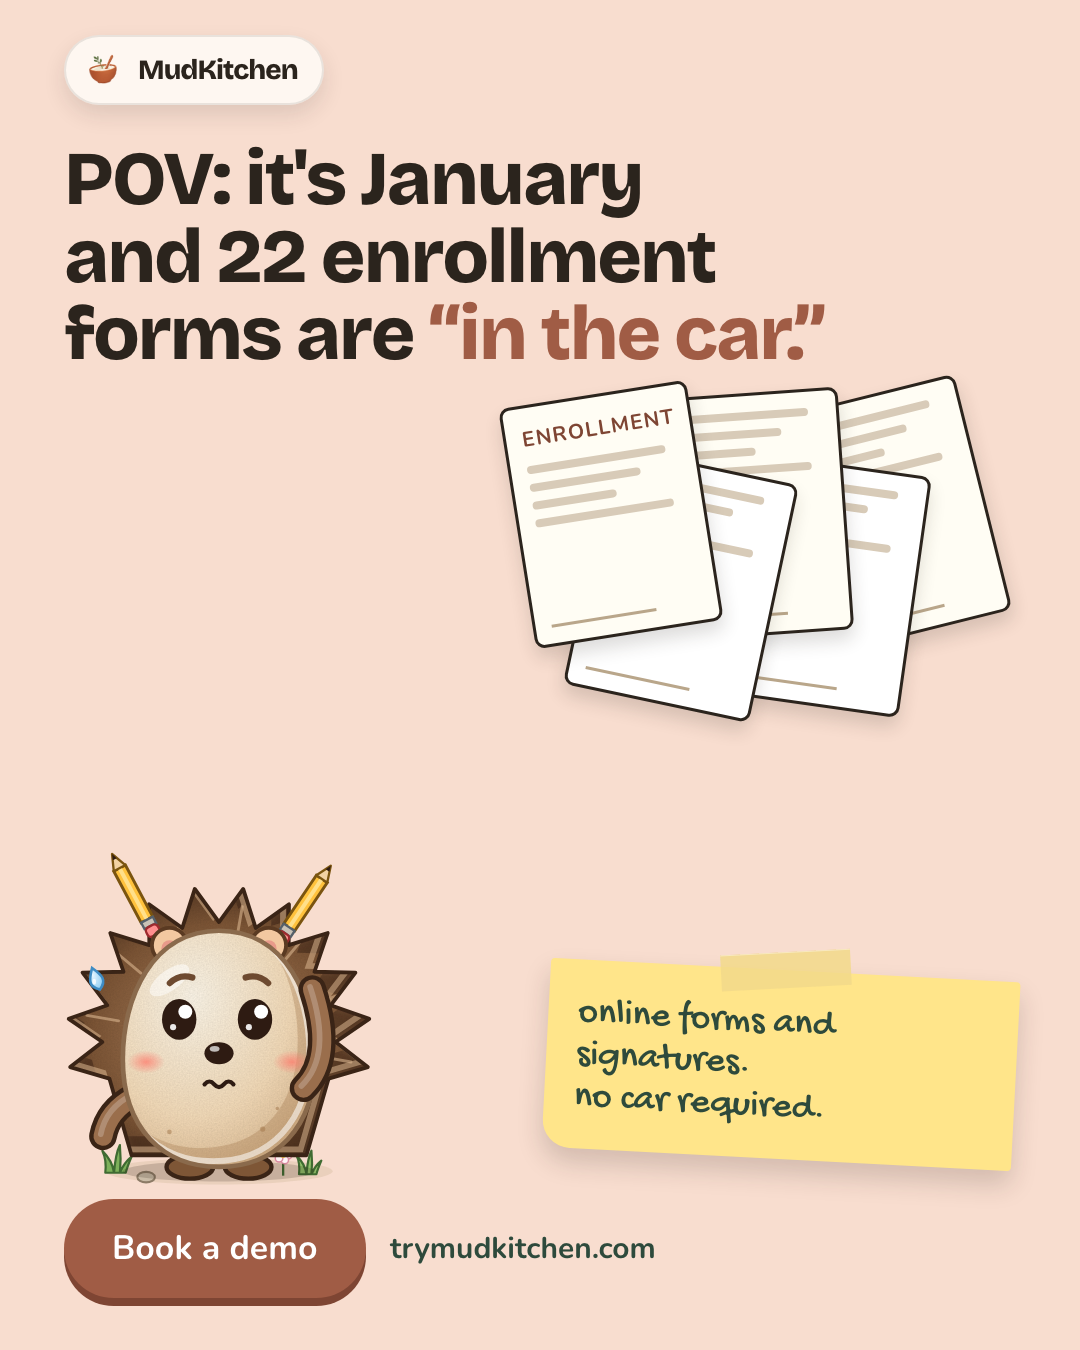 MudKitchen
POV: it's January
and 22 enrollment
forms are “in the car.”
ENROLLMENT
online forms and
signatures.
no car required.
Book a demo
trymudkitchen.com